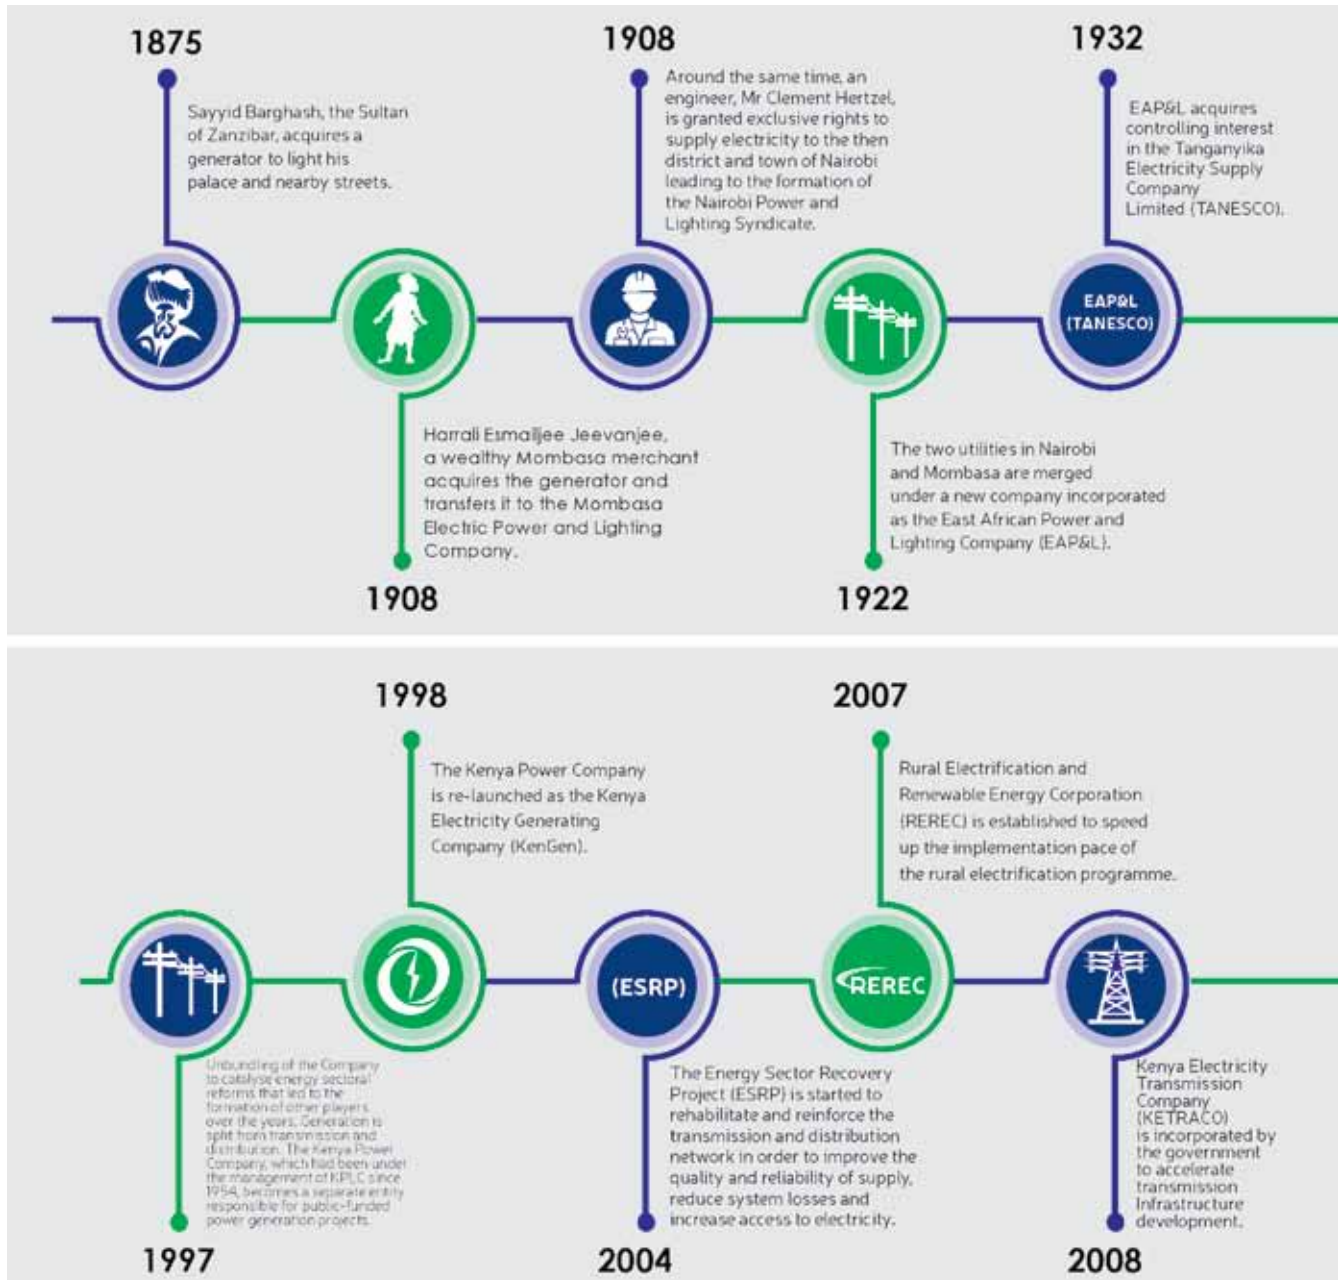 1875
Sayyid Barghash, the Sultan
of Zanzibar, acquires a
generator to light his
palace and nearby streets.
Harrali Esmailjee Jeevanjee,
a wealthy Mombasa merchant
acquires the generator and
transfers it to the Mombasa
Electric Power and Lighting
Company.
1908
1908
Around the same time, an
engineer, Mr Clement Hertzel,
is granted exclusive rights to
supply electricity to the then
district and town of Nairobi
leading to the formation of
the Nairobi Power and
Lighting Syndicate.
The two utilities in Nairobi
and Mombasa are merged
under a new company incorporated
as the East African Power and
Lighting Company (EAP&L).
1922
1932
EAP&L acquires
controlling interest
in the Tanganyika
Electricity Supply
Company
Limited (TANESCO).
EAP&L
(TANESCO)
Unbundling of the Company
to catalyse energy sectoral
reforms that led to the
formation of other players
over the years. Generation is
split from transmission and
distribution. The Kenya Power
Company, which had been under
the management of KPLC since
1954, becomes a separate entity
responsible for public-funded
power generation projects.
1997
1998
The Kenya Power Company
is re-launched as the Kenya
Electricity Generating
Company (KenGen).
(ESRP)
The Energy Sector Recovery
Project (ESRP) is started to
rehabilitate and reinforce the
transmission and distribution
network in order to improve the
quality and reliability of supply,
reduce system losses and
increase access to electricity.
2004
2007
Rural Electrification and
Renewable Energy Corporation
(REREC) is established to speed
up the implementation pace of
the rural electrification programme.
REREC
Kenya Electricity
Transmission
Company
(KETRACO)
is incorporated by
the government
to accelerate
transmission
Infrastructure
development.
2008